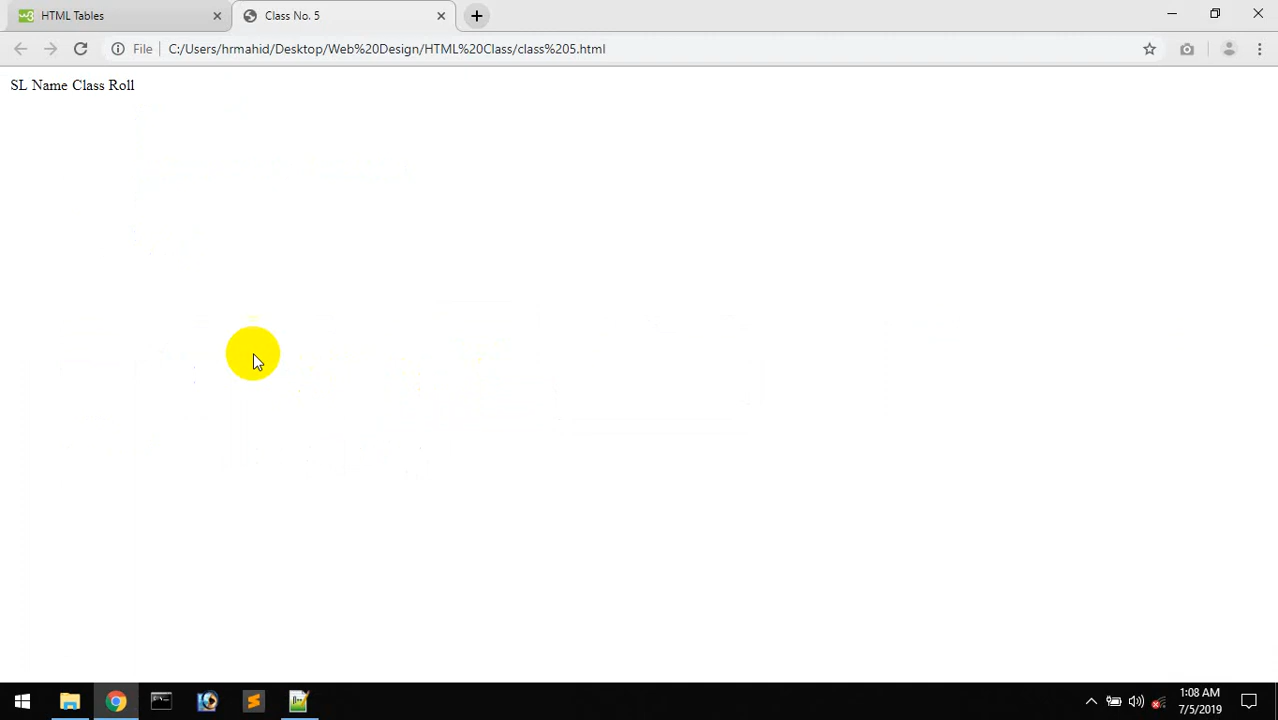 HTML Tables
Class No. 5
File
C:/Users/hrmahid/Desktop/Web%20Design/HTML%20Class/class%205.html
SL Name Class Roll
1:08 AM
7/5/2019